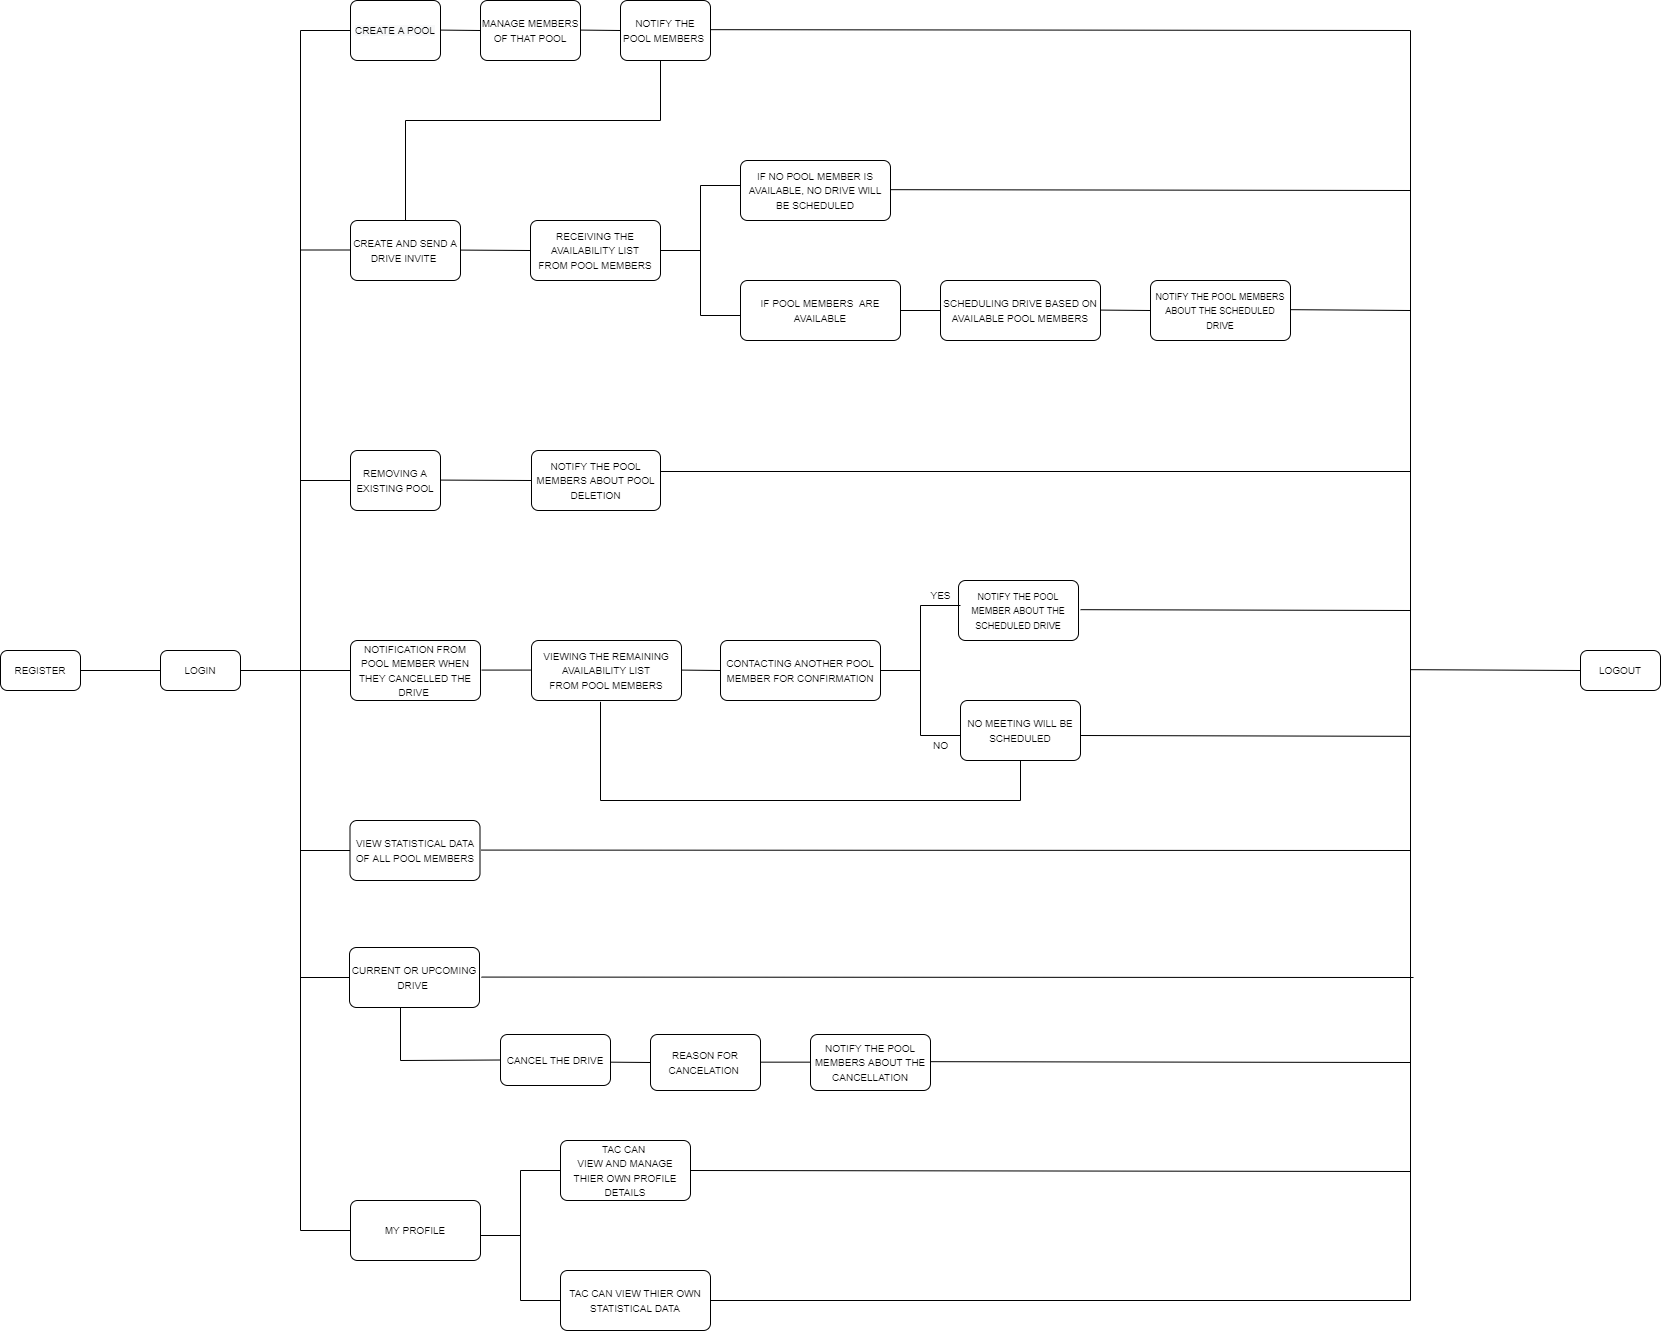 CREATE A POOL
MANAGE MEMBERS
OF THAT POOL
NOTIFY THE
POOL MEMBERS
IF NO POOL MEMBER IS
AVAILABLE, NO DRIVE WILL
BE SCHEDULED
CREATE AND SEND A
DRIVE INVITE
RECEIVING THE
AVAILABILITY LIST
FROM POOL MEMBERS
IF POOL MEMBERS  ARE
AVAILABLE
SCHEDULING DRIVE BASED ON
AVAILABLE POOL MEMBERS
NOTIFY THE POOL MEMBERS
ABOUT THE SCHEDULED
DRIVE
REMOVING A
EXISTING POOL
NOTIFY THE POOL
MEMBERS ABOUT POOL
DELETION
REGISTER
LOGIN
NOTIFICATION FROM
POOL MEMBER WHEN
THEY CANCELLED THE
DRIVE
VIEWING THE REMAINING
AVAILABILITY LIST
FROM POOL MEMBERS
CONTACTING ANOTHER POOL
MEMBER FOR CONFIRMATION
YES
NOTIFY THE POOL
MEMBER ABOUT THE
SCHEDULED DRIVE
NO
NO MEETING WILL BE
SCHEDULED
LOGOUT
VIEW STATISTICAL DATA
OF ALL POOL MEMBERS
CURRENT OR UPCOMING
DRIVE
CANCEL THE DRIVE
REASON FOR
CANCELATION
NOTIFY THE POOL
MEMBERS ABOUT THE
CANCELLATION
MY PROFILE
TAC CAN
VIEW AND MANAGE
THIER OWN PROFILE
DETAILS
TAC CAN VIEW THIER OWN
STATISTICAL DATA